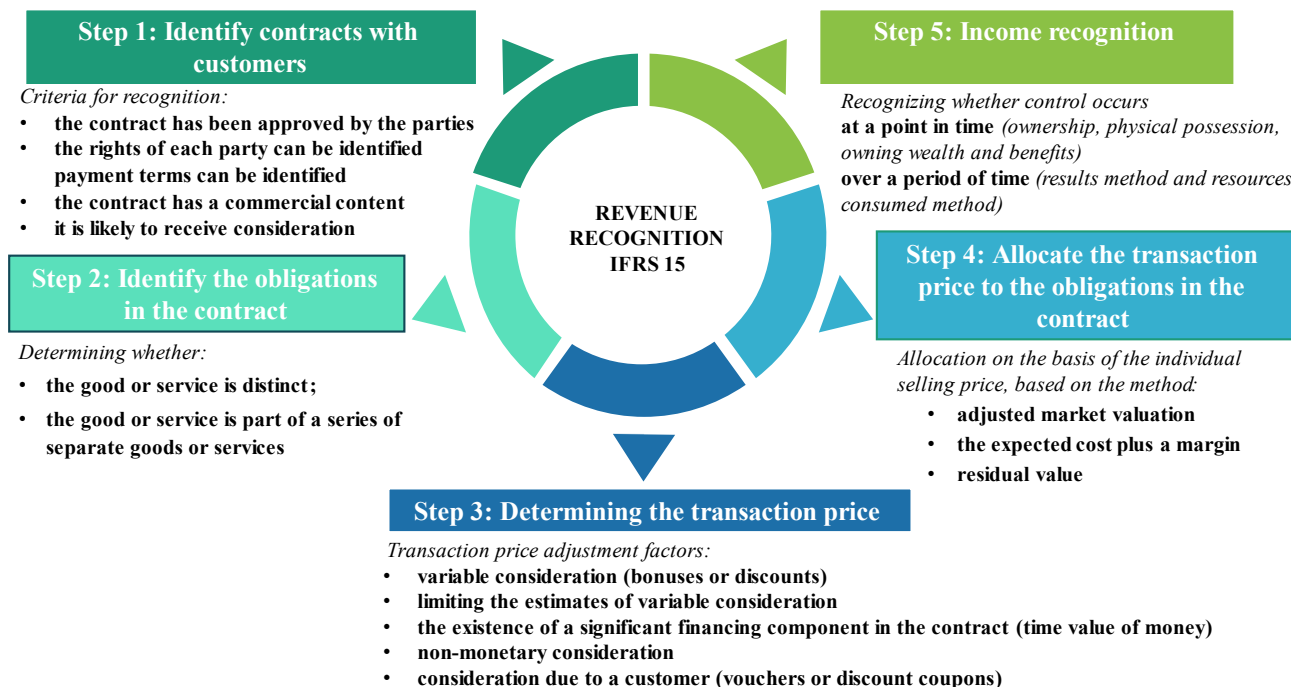 Step 1: Identify contracts with
customers
Criteria for recognition:
• the contract has been approved by the parties
• the rights of each party can be identified
payment terms can be identified
• the contract has a commercial content
• it is likely to receive consideration
Step 2: Identify the obligations
in the contract
Determining whether:
• the good or service is distinct;
• the good or service is part of a series of
separate goods or services
REVENUE
RECOGNITION
IFRS 15
Step 3: Determining the transaction price
Transaction price adjustment factors:
• variable consideration (bonuses or discounts)
• limiting the estimates of variable consideration
• the existence of a significant financing component in the contract (time value of money)
• non-monetary consideration
• consideration due to a customer (vouchers or discount coupons)
Step 4: Allocate the transaction
price to the obligations in the
contract
Allocation on the basis of the individual
selling price, based on the method:
• adjusted market valuation
• the expected cost plus a margin
• residual value
Step 5: Income recognition
Recognizing whether control occurs
at a point in time (ownership, physical possession,
owning wealth and benefits)
over a period of time (results method and resources
consumed method)